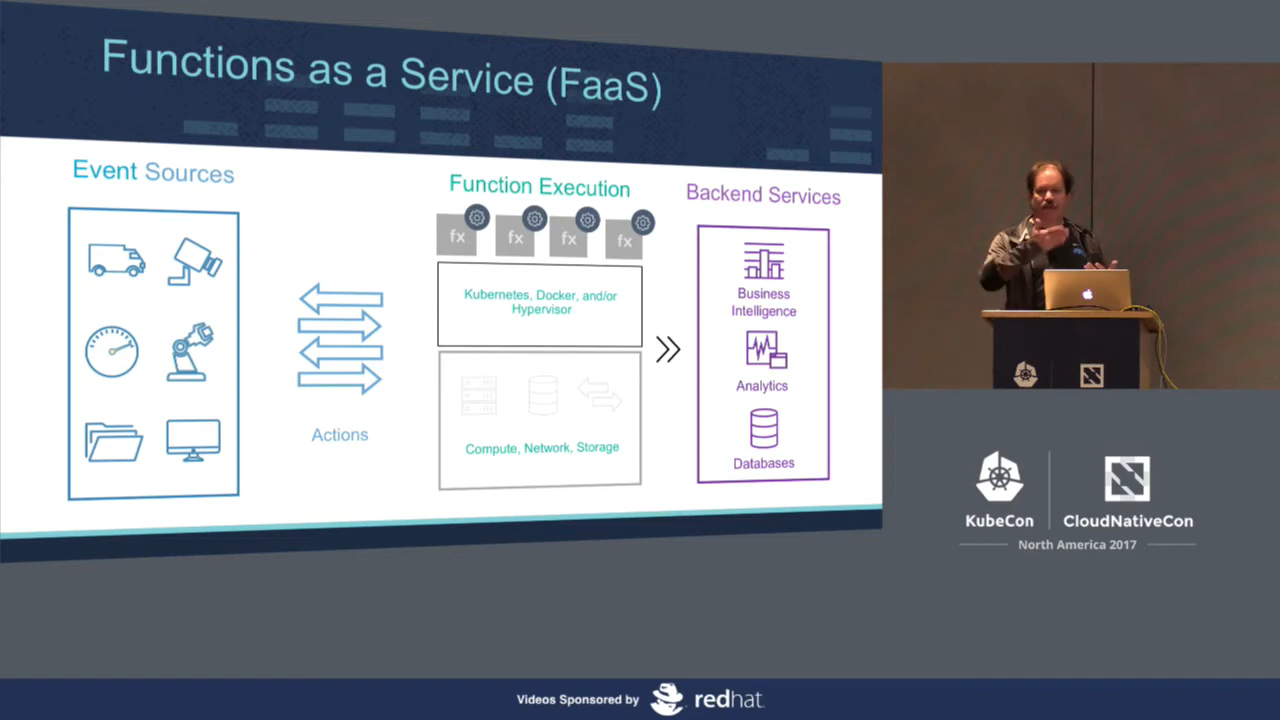 Functions as a Service (FaaS)
Event Sources
Actions
Function Execution
fx
fx
fx
fx
Kubernetes, Docker, and/or
Hypervisor
Compute, Network, Storage
Backend Services
Business
Intelligence
Analytics
Databases
KubeCon
CloudNativeCon
North America 2017
Videos Sponsored by
redhat.